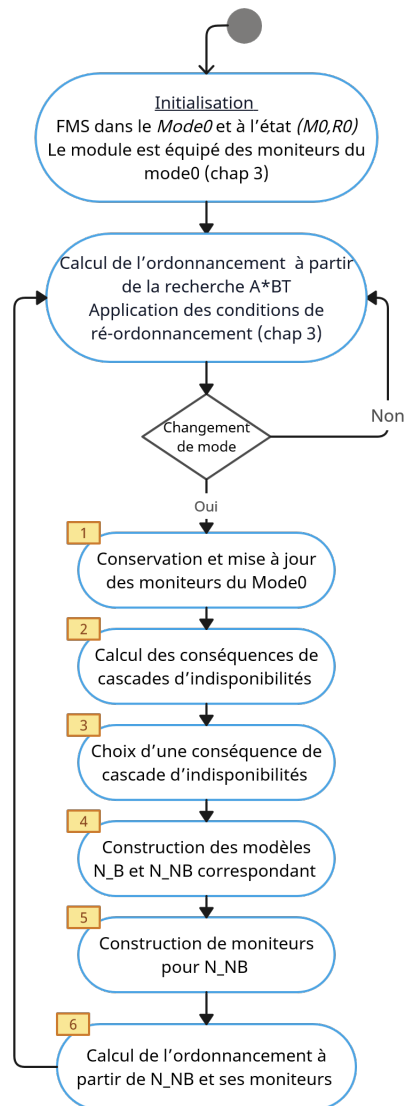 Initialisation
FMS dans le Mode0 et à l’état (M0,R0)
Le module est équipé des moniteurs du
mode0 (chap 3)
Calcul de l’ordonnancement à partir
de la recherche A*BT
Application des conditions de
ré-ordonnancement (chap 3)
Changement
de mode
Non
Oui
1
Conservation et mise à jour
des moniteurs du Mode0
2
Calcul des conséquences de
cascades d’indisponibilités
3
Choix d’une conséquence de
cascade d’indisponibilités
4
Construction des modèles
N_B et N_NB correspondant
5
Construction de moniteurs
pour N_NB
6
Calcul de l’ordonnancement à
partir de N_NB et ses moniteurs